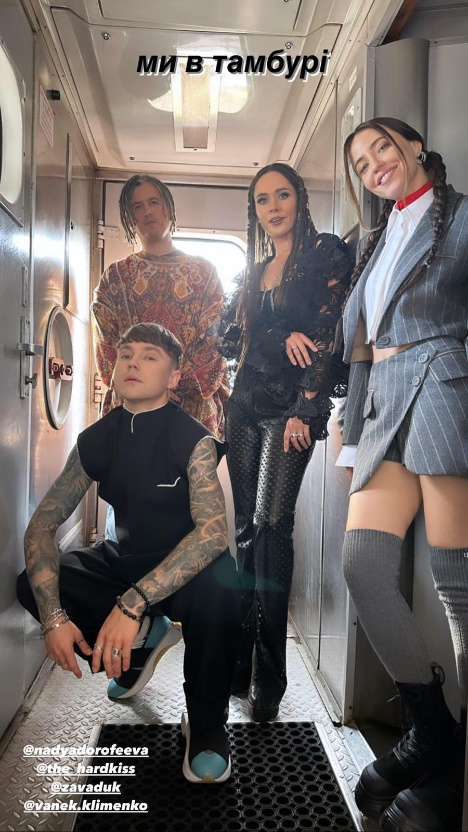 ми в тамбурі
@nadyadorofeeva
@the_hardkiss
@zavaduk
@vanek.klimenko